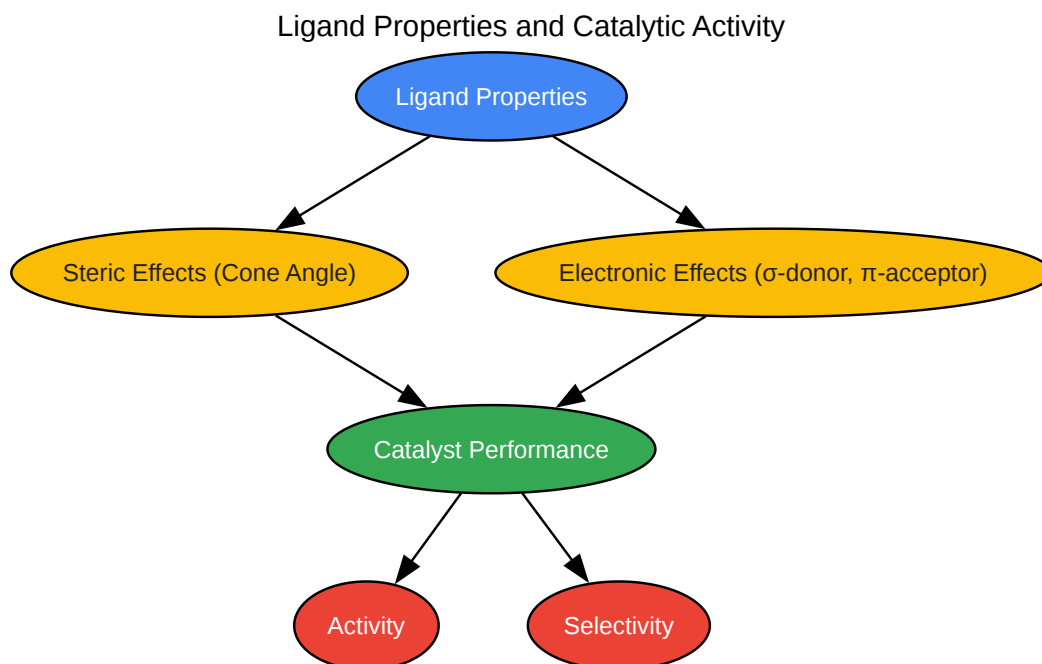 Ligand Properties and Catalytic Activity
Ligand Properties
Steric Effects (Cone Angle)
Electronic Effects (σ-donor, π-acceptor)
Catalyst Performance
Activity
Selectivity